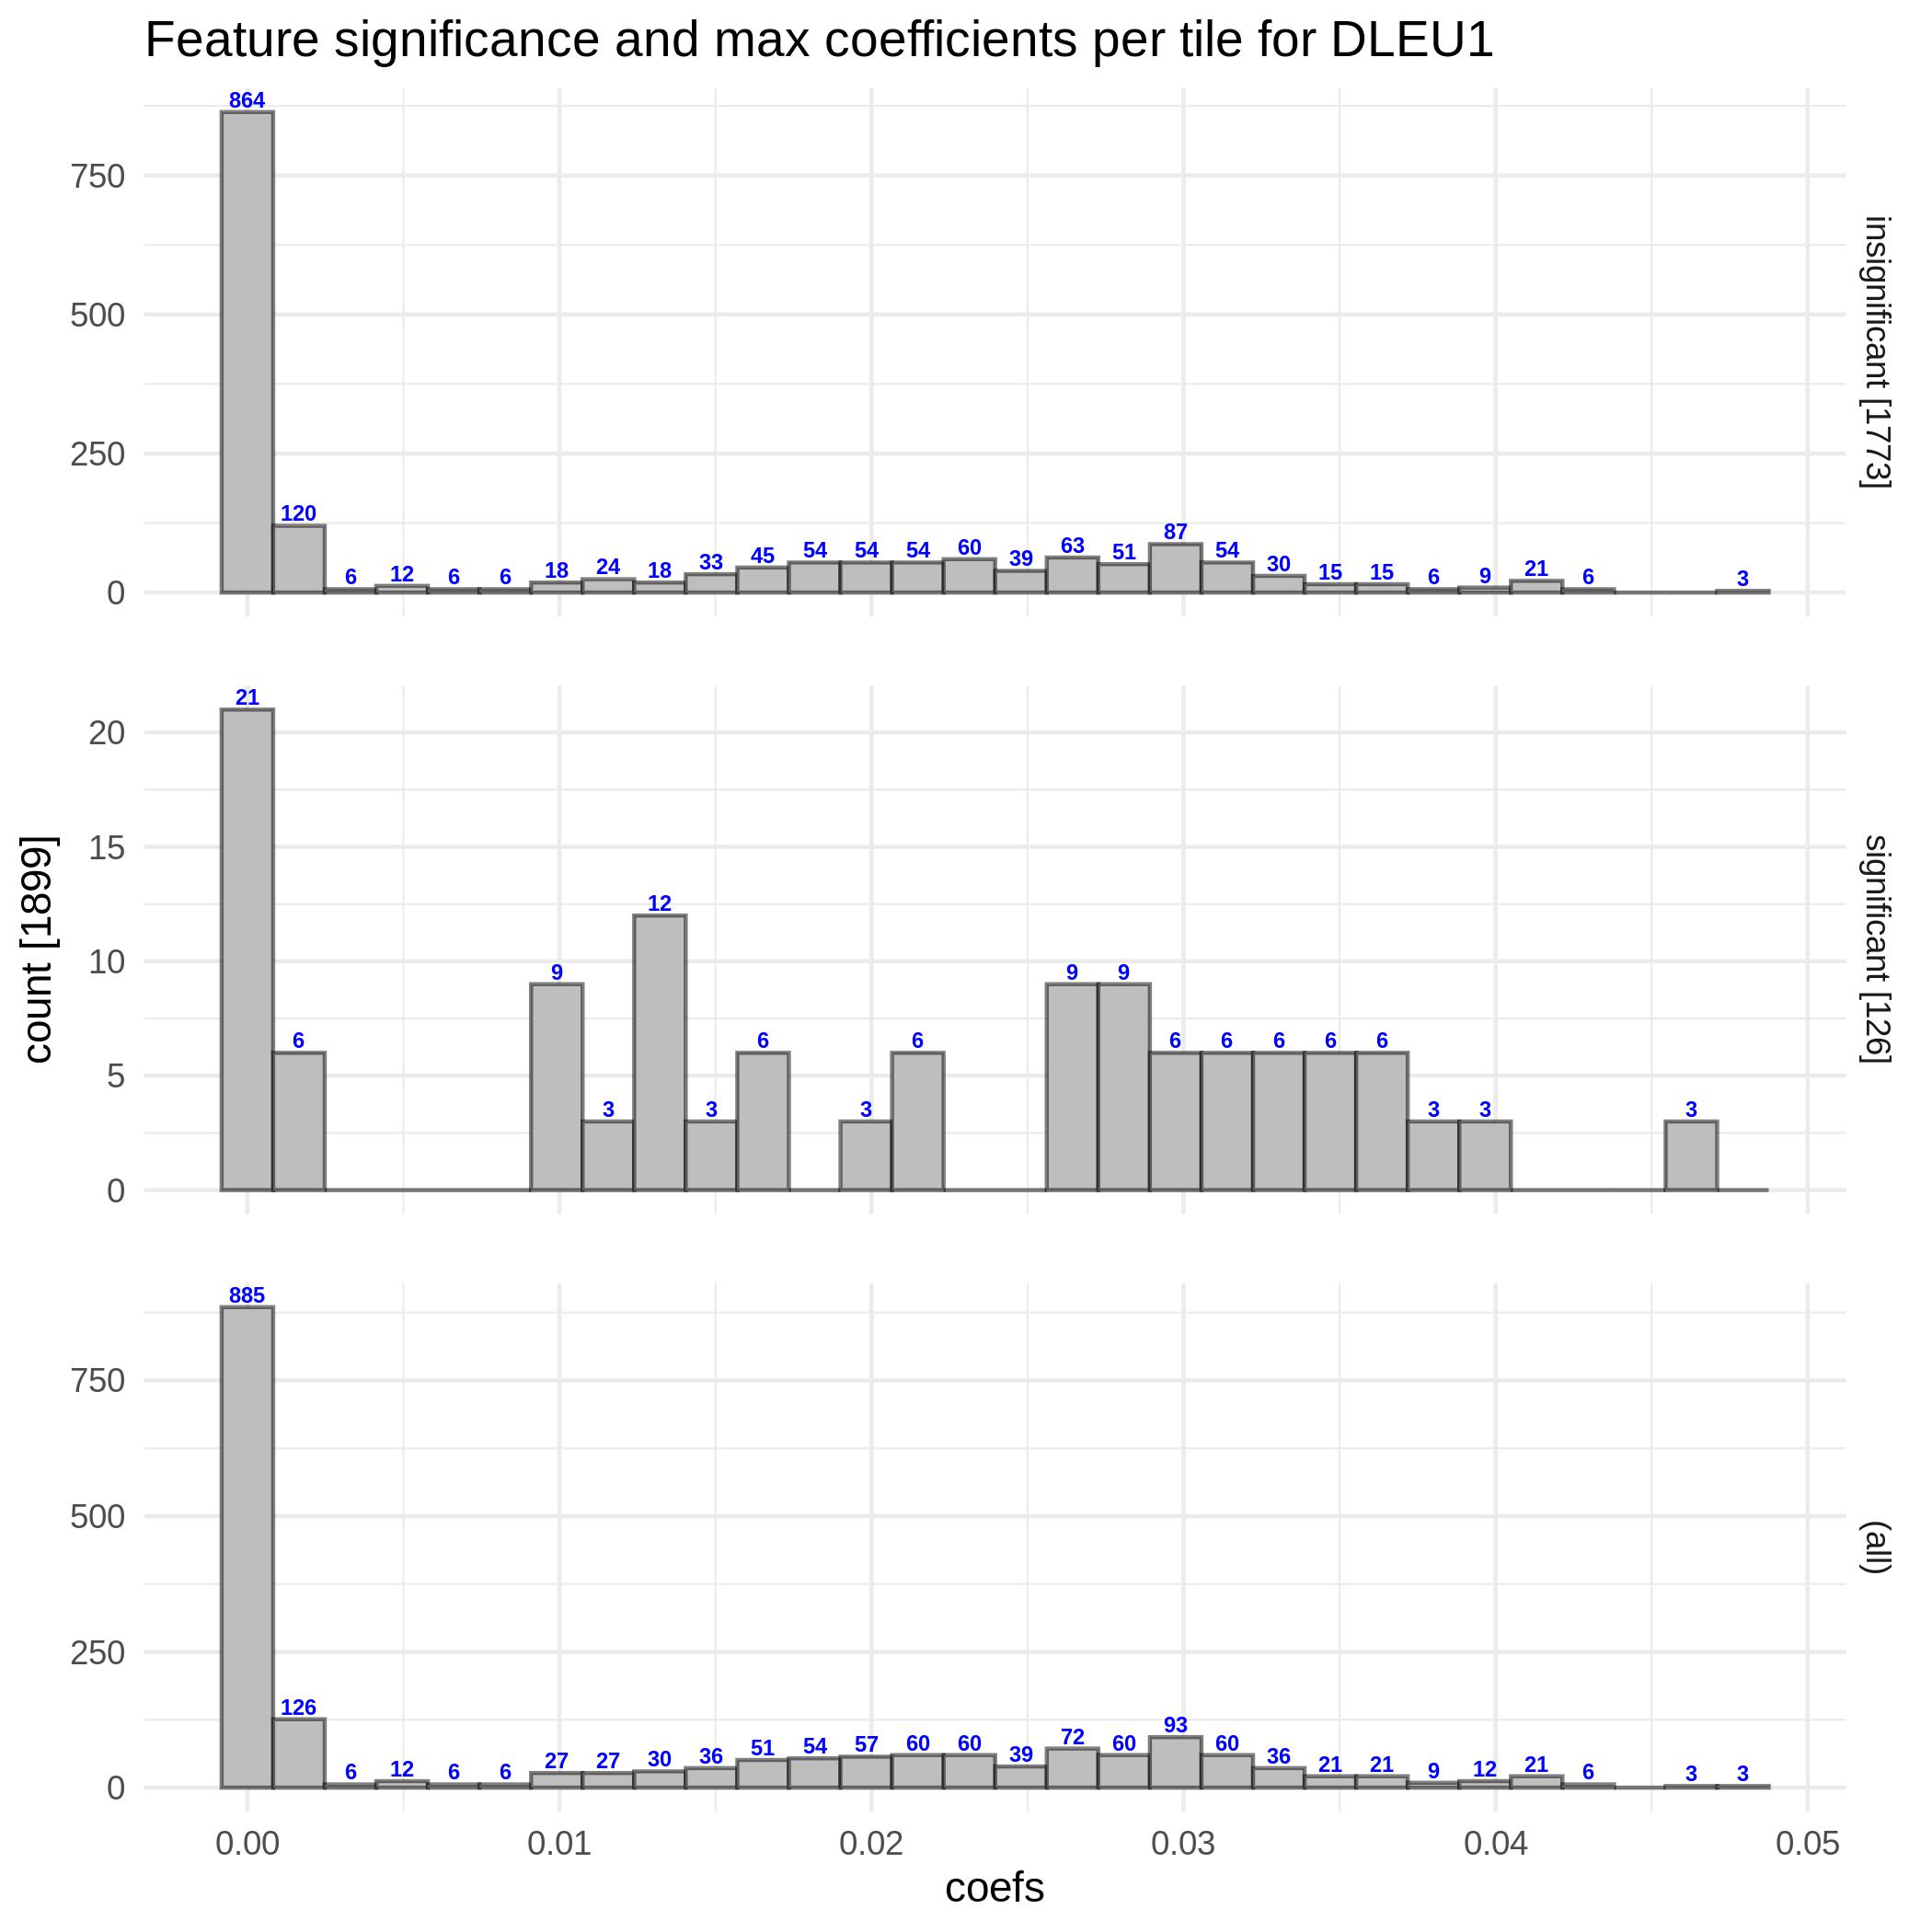 Feature significance and max coefficients per tile for DLEU1
864
750
500
250
0
120 6 12 6 6 18 24 18 33 45 54 54 54 60 39 63 51 87 54 30 15 15 6 9 21 6 3
insignificant [1773]
count [1899]
21
20
15
10
5
0
6 9 3 12 3 6 3 6 9 9 6 6 6 6 6 3 3 3
significant [126]
885
750
500
250
0
126 6 12 6 6 27 27 30 36 51 54 57 60 60 39 72 60 93 60 36 21 21 9 12 21 6 3 3
(all)
0.00 0.01 0.02 0.03 0.04 0.05
coefs